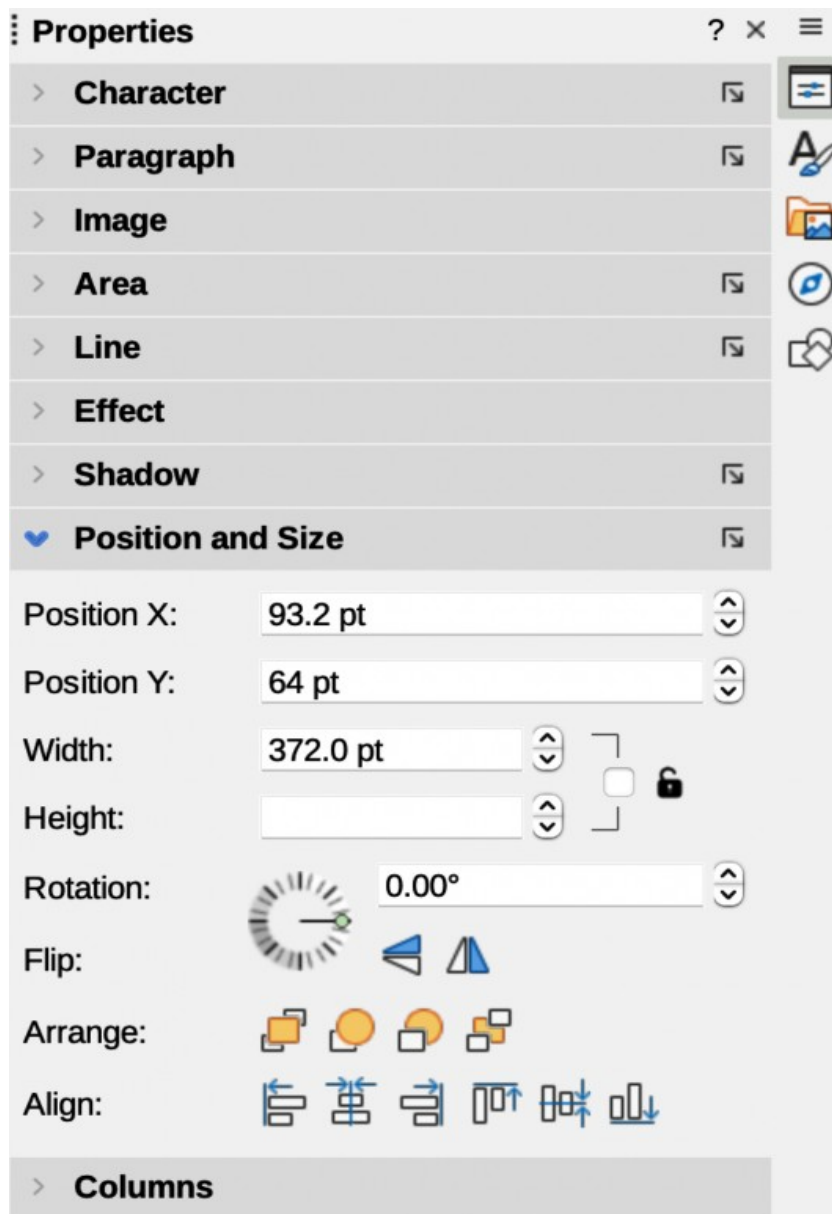 Properties ?
Character
Paragraph
Image
Area
Line
Effect
Shadow
Position and Size
Position X: 93.2 pt
Position Y: 64 pt
Width: 372.0 pt
Height:
Rotation: 0.00°
Flip:
Arrange:
Align:
Columns